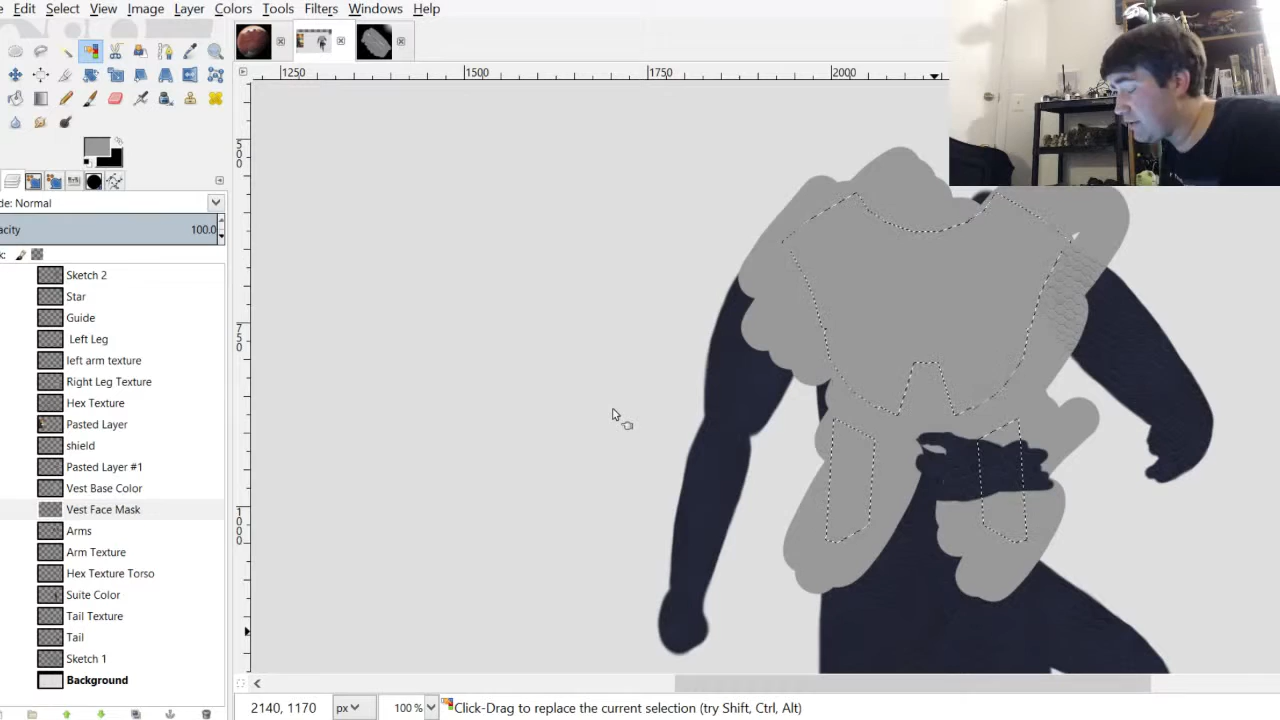 e Edit Select View Image Layer Colors Tools Filters Windows Help
1250 1500 1750 2000
de: Normal
acity 100.0
k:
Sketch 2
Star
Guide
Left Leg
left arm texture
Right Leg Texture
Hex Texture
Pasted Layer
shield
Pasted Layer #1
Vest Base Color
Vest Face Mask
Arms
Arm Texture
Hex Texture Torso
Suite Color
Tail Texture
Tail
Sketch 1
Background
500
750
1000
2140, 1170 px 100 % Click-Drag to replace the current selection (try Shift, Ctrl, Alt)